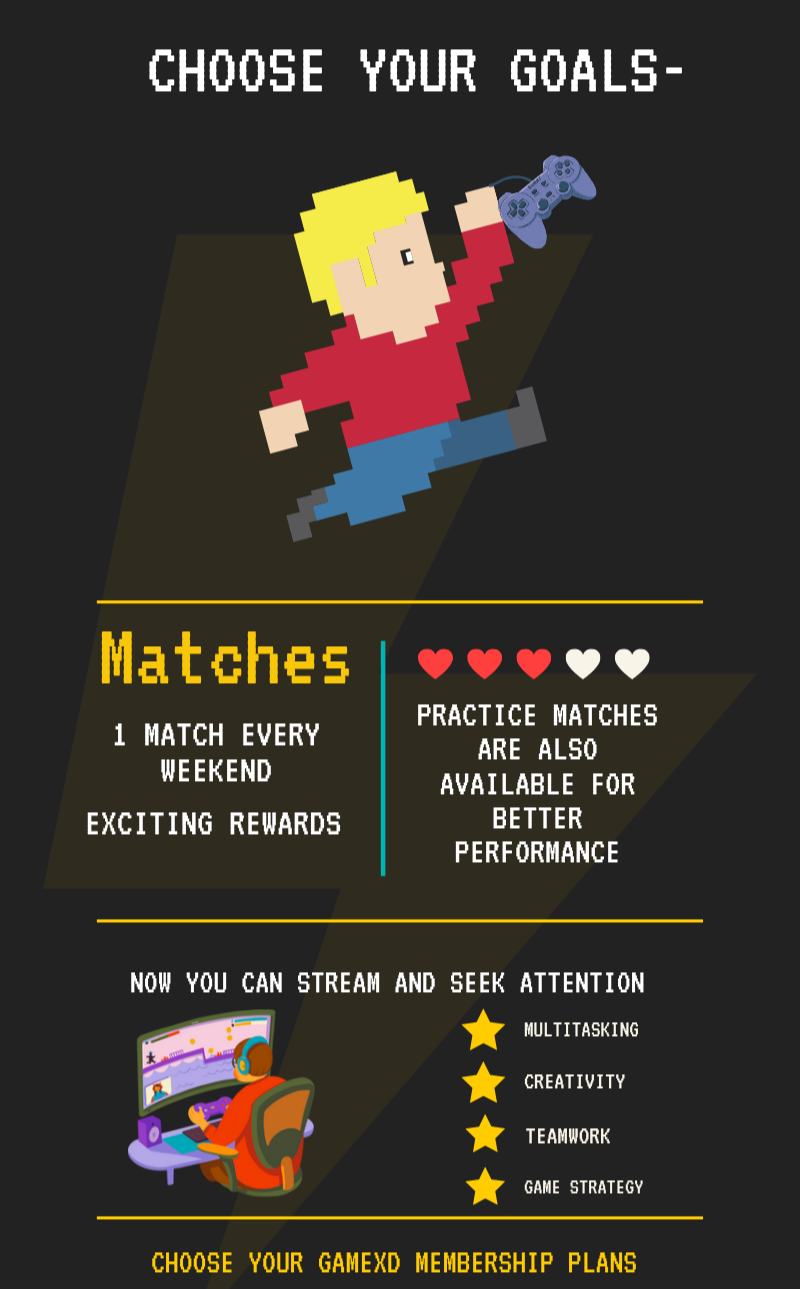 CHOOSE YOUR GOALS-
Matches
1 MATCH EVERY
WEEKEND
EXCITING REWARDS
PRACTICE MATCHES
ARE ALSO
AVAILABLE FOR
BETTER
PERFORMANCE
NOW YOU CAN STREAM AND SEEK ATTENTION
MULTITASKING
CREATIVITY
TEAMWORK
GAME STRATEGY
CHOOSE YOUR GAMEXD MEMBERSHIP PLANS